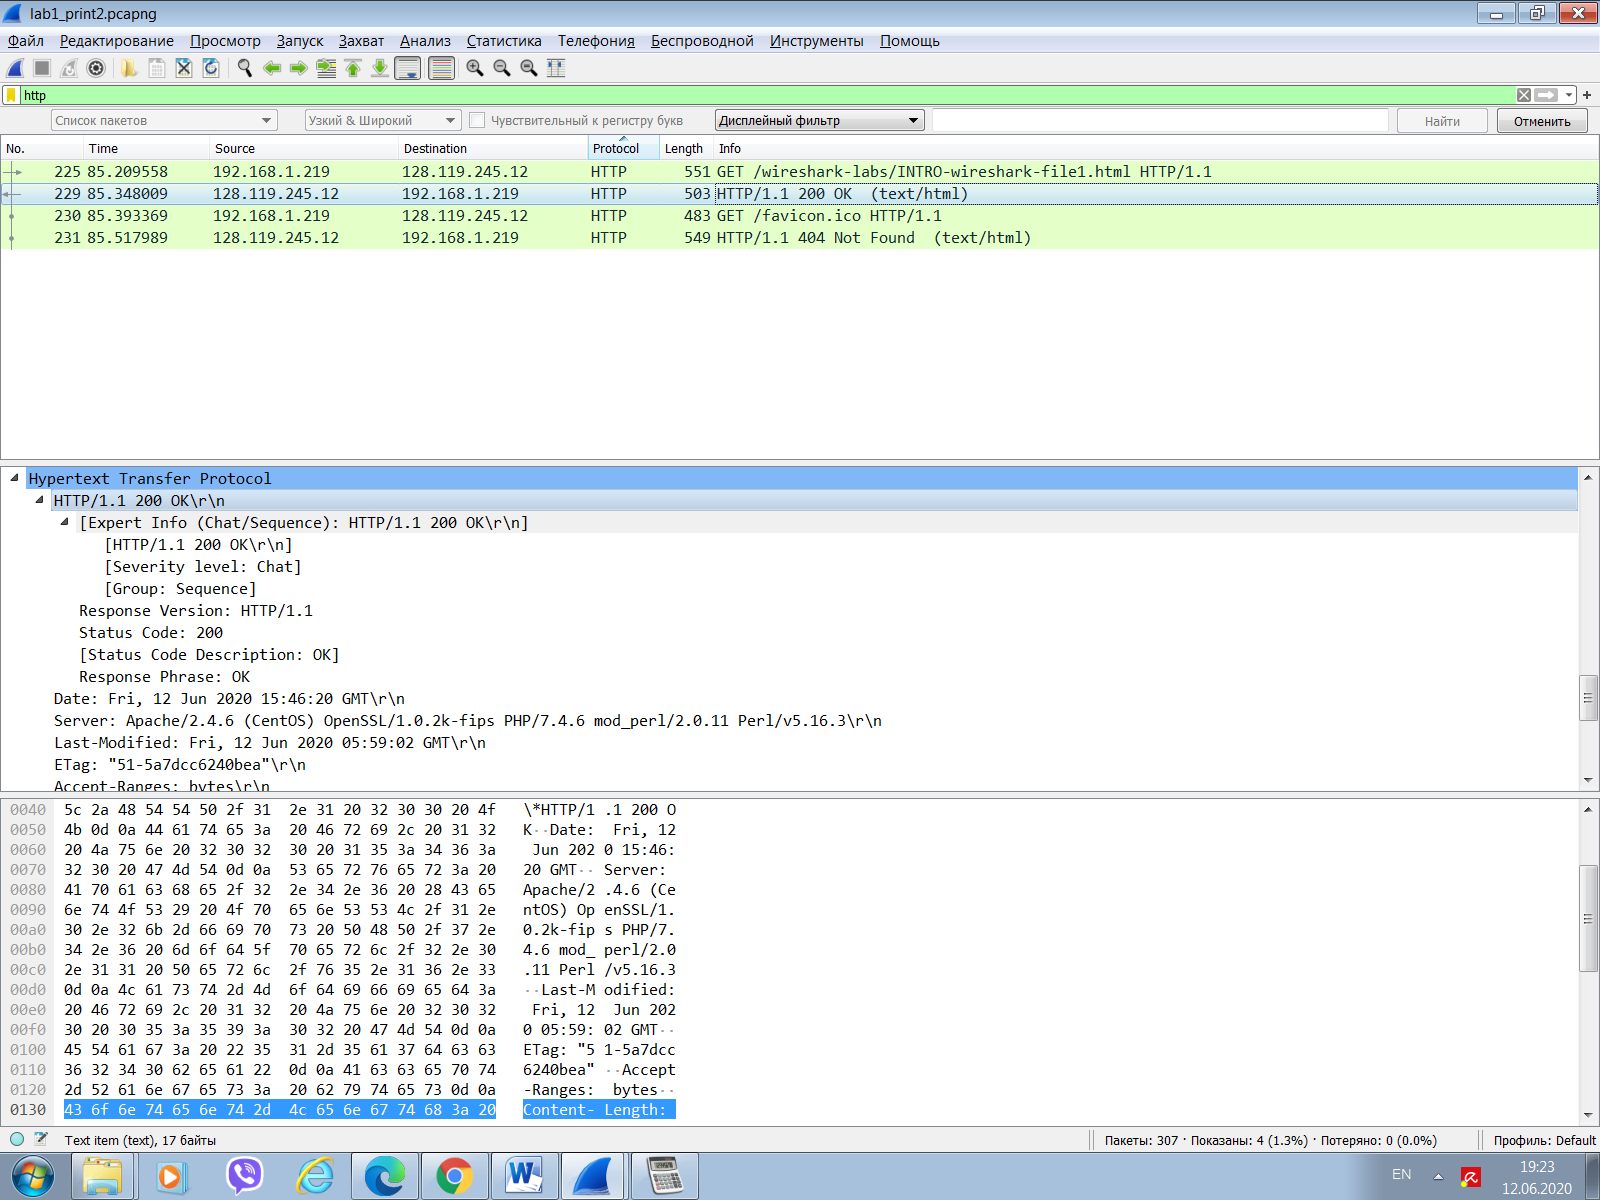 lab1_print2.pcapng
Файл Редактирование Просмотр Запуск Захват Анализ Статистика Телефония Беспроводной Инструменты Помощь
http
Список пакетов Узкий & Широкий Чувствительный к регистру букв Дисплейный фильтр Найти Отменить
No. Time Source Destination Protocol Length Info
225 85.209558 192.168.1.219 128.119.245.12 HTTP 551 GET /wireshark-labs/INTRO-wireshark-file1.html HTTP/1.1
229 85.348009 128.119.245.12 192.168.1.219 HTTP 503 HTTP/1.1 200 OK (text/html)
230 85.393369 192.168.1.219 128.119.245.12 HTTP 483 GET /favicon.ico HTTP/1.1
231 85.517989 128.119.245.12 192.168.1.219 HTTP 549 HTTP/1.1 404 Not Found (text/html)
Hypertext Transfer Protocol
HTTP/1.1 200 OK\r\n
[Expert Info (Chat/Sequence): HTTP/1.1 200 OK\r\n]
[HTTP/1.1 200 OK\r\n]
[Severity level: Chat]
[Group: Sequence]
Response Version: HTTP/1.1
Status Code: 200
[Status Code Description: OK]
Response Phrase: OK
Date: Fri, 12 Jun 2020 15:46:20 GMT\r\n
Server: Apache/2.4.6 (CentOS) OpenSSL/1.0.2k-fips PHP/7.4.6 mod_perl/2.0.11 Perl/v5.16.3\r\n
Last-Modified: Fri, 12 Jun 2020 05:59:02 GMT\r\n
ETag: "51-5a7dcc6240bea"\r\n
Accept-Ranges: bytes\r\n
0040 5c 2a 48 54 54 50 2f 31 2e 31 20 32 30 30 20 4f \*HTTP/1 .1 200 O
0050 4b 0d 0a 44 61 74 65 3a 20 46 72 69 2c 20 31 32 K··Date: Fri, 12
0060 20 4a 75 6e 20 32 30 32 30 20 31 35 3a 34 36 3a Jun 202 0 15:46:
0070 32 30 20 47 4d 54 0d 0a 53 65 72 76 65 72 3a 20 20 GMT·· Server:
0080 41 70 61 63 68 65 2f 32 2e 34 2e 36 20 28 43 65 Apache/2 .4.6 (Ce
0090 6e 74 4f 53 29 20 4f 70 65 6e 53 53 4c 2f 31 2e ntOS) Op enSSL/1.
00a0 30 2e 32 6b 2d 66 69 70 73 20 50 48 50 2f 37 2e 0.2k-fip s PHP/7.
00b0 34 2e 36 20 6d 6f 64 5f 70 65 72 6c 2f 32 2e 30 4.6 mod_ perl/2.0
00c0 2e 31 31 20 50 65 72 6c 2f 76 35 2e 31 36 2e 33 .11 Perl /v5.16.3
00d0 0d 0a 4c 61 73 74 2d 4d 6f 64 69 66 69 65 64 3a ··Last-M odified:
00e0 20 46 72 69 2c 20 31 32 20 4a 75 6e 20 32 30 32 Fri, 12 Jun 202
00f0 30 20 30 35 3a 35 39 3a 30 32 20 47 4d 54 0d 0a 0 05:59: 02 GMT··
0100 45 54 61 67 3a 20 22 35 31 2d 35 61 37 64 63 63 ETag: "5 1-5a7dcc
0110 36 32 34 30 62 65 61 22 0d 0a 41 63 63 65 70 74 6240bea" ··Accept
0120 2d 52 61 6e 67 65 73 3a 20 62 79 74 65 73 0d 0a -Ranges: bytes··
0130 43 6f 6e 74 65 6e 74 2d 4c 65 6e 67 74 68 3a 20 Content- Length:
Text item (text), 17 байты Пакеты: 307 · Показаны: 4 (1.3%) · Потеряно: 0 (0.0%) Профиль: Default
EN 19:23
12.06.2020